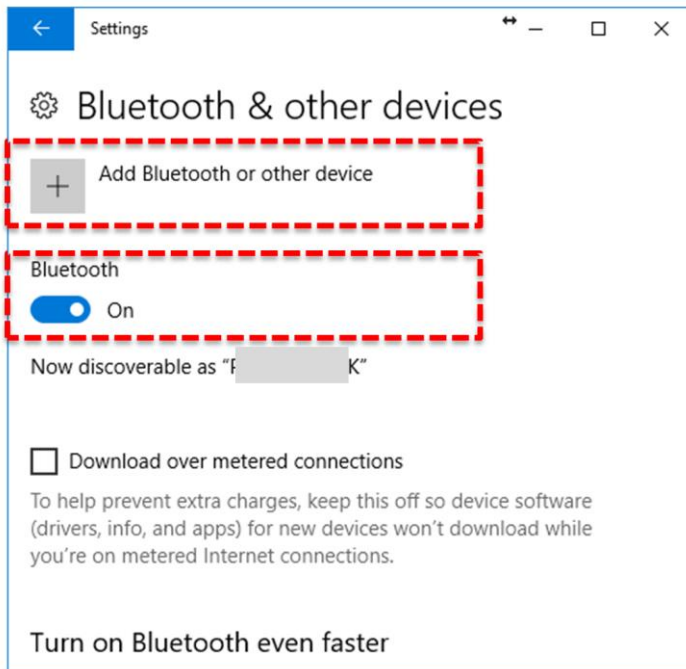 Settings
Bluetooth & other devices
Add Bluetooth or other device
Bluetooth
On
Now discoverable as “F K”
Download over metered connections
To help prevent extra charges, keep this off so device software
(drivers, info, and apps) for new devices won’t download while
you’re on metered Internet connections.
Turn on Bluetooth even faster